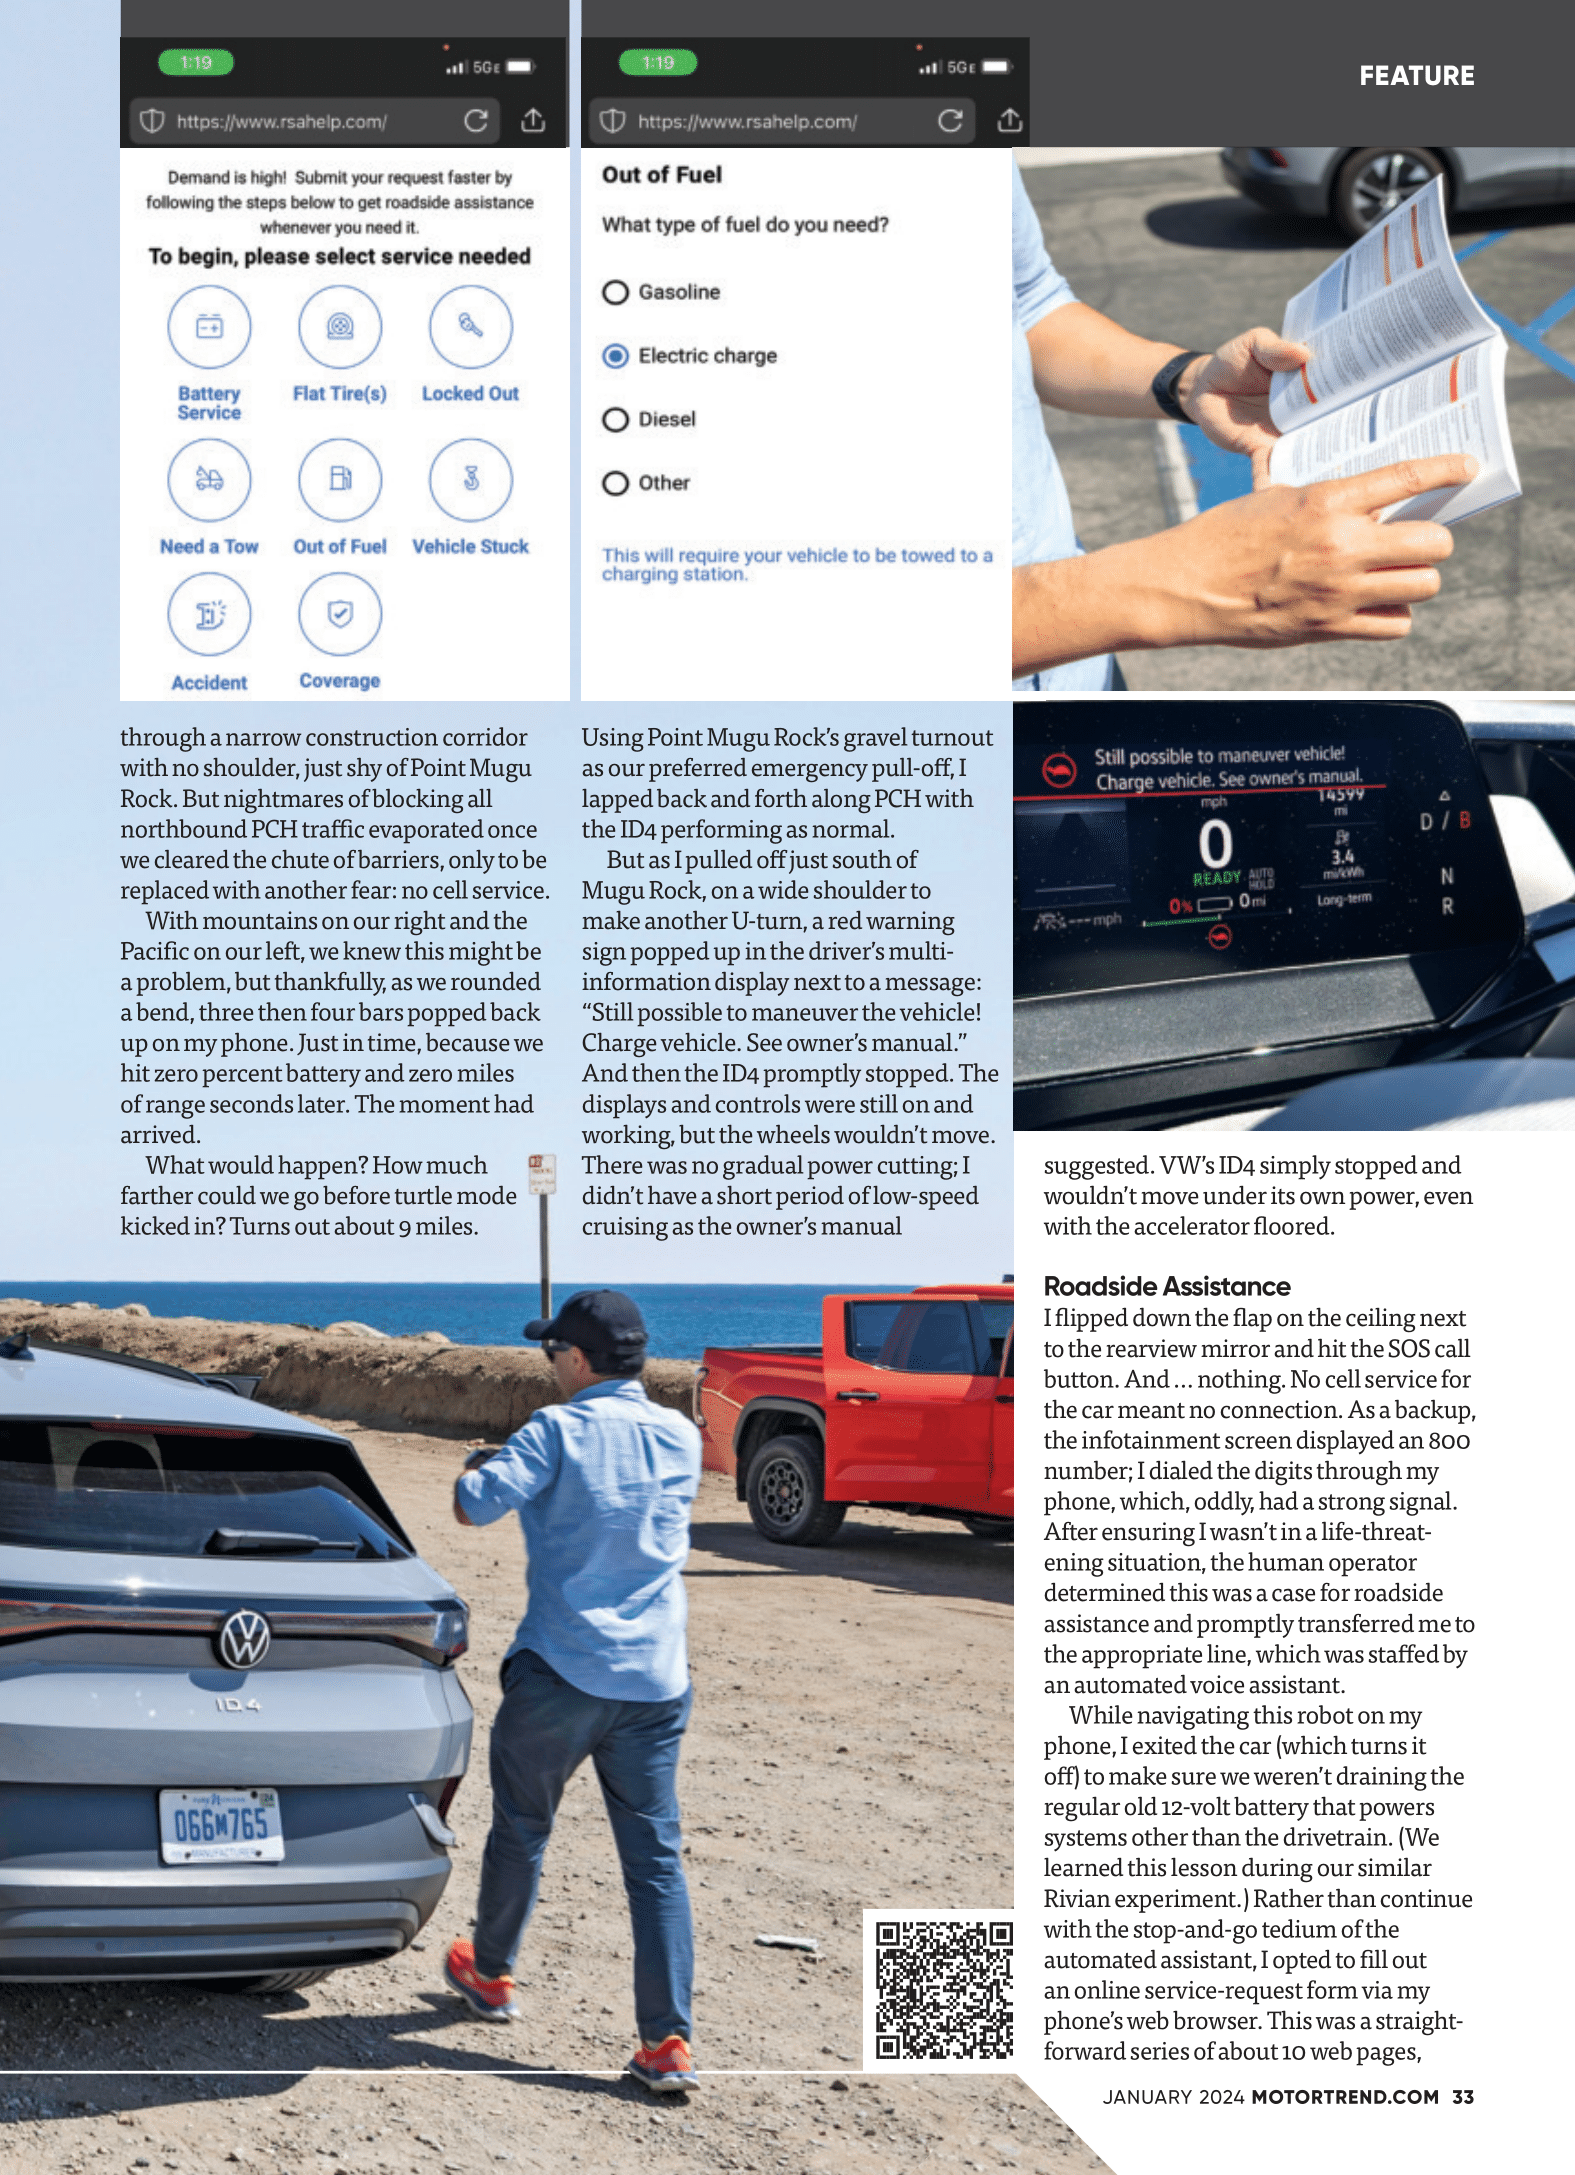 FEATURE
1:19
5GE
https://www.rsahelp.com/
Demand is high! Submit your request faster by
following the steps below to get roadside assistance
whenever you need it.
To begin, please select service needed
Battery
Service
Flat Tire(s)
Locked Out
Need a Tow
Out of Fuel
Vehicle Stuck
Accident
Coverage
1:19
5GE
https://www.rsahelp.com/
Out of Fuel
What type of fuel do you need?
Gasoline
Electric charge
Diesel
Other
This will require your vehicle to be towed to a
charging station.
Still possible to maneuver vehicle!
Charge vehicle. See owner's manual.
mph
0
READY
AUTO
HOLD
0%
0 mi
--- mph
14599
mi
3.4
mi/kWh
Long-term
D / B
N
R
through a narrow construction corridor
with no shoulder, just shy of Point Mugu
Rock. But nightmares of blocking all
northbound PCH traffic evaporated once
we cleared the chute of barriers, only to be
replaced with another fear: no cell service.
With mountains on our right and the
Pacific on our left, we knew this might be
a problem, but thankfully, as we rounded
a bend, three then four bars popped back
up on my phone. Just in time, because we
hit zero percent battery and zero miles
of range seconds later. The moment had
arrived.
What would happen? How much
farther could we go before turtle mode
kicked in? Turns out about 9 miles.
Using Point Mugu Rock’s gravel turnout
as our preferred emergency pull-off, I
lapped back and forth along PCH with
the ID4 performing as normal.
But as I pulled off just south of
Mugu Rock, on a wide shoulder to
make another U-turn, a red warning
sign popped up in the driver’s multi-
information display next to a message:
“Still possible to maneuver the vehicle!
Charge vehicle. See owner’s manual.”
And then the ID4 promptly stopped. The
displays and controls were still on and
working, but the wheels wouldn’t move.
There was no gradual power cutting; I
didn’t have a short period of low-speed
cruising as the owner’s manual
suggested. VW’s ID4 simply stopped and
wouldn’t move under its own power, even
with the accelerator floored.
Roadside Assistance
I flipped down the flap on the ceiling next
to the rearview mirror and hit the SOS call
button. And … nothing. No cell service for
the car meant no connection. As a backup,
the infotainment screen displayed an 800
number; I dialed the digits through my
phone, which, oddly, had a strong signal.
After ensuring I wasn’t in a life-threat-
ening situation, the human operator
determined this was a case for roadside
assistance and promptly transferred me to
the appropriate line, which was staffed by
an automated voice assistant.
While navigating this robot on my
phone, I exited the car (which turns it
off) to make sure we weren’t draining the
regular old 12-volt battery that powers
systems other than the drivetrain. (We
learned this lesson during our similar
Rivian experiment.) Rather than continue
with the stop-and-go tedium of the
automated assistant, I opted to fill out
an online service-request form via my
phone’s web browser. This was a straight-
forward series of about 10 web pages,
ID.4
066M765
MANUFACTURER
JANUARY 2024 MOTORTREND.COM 33